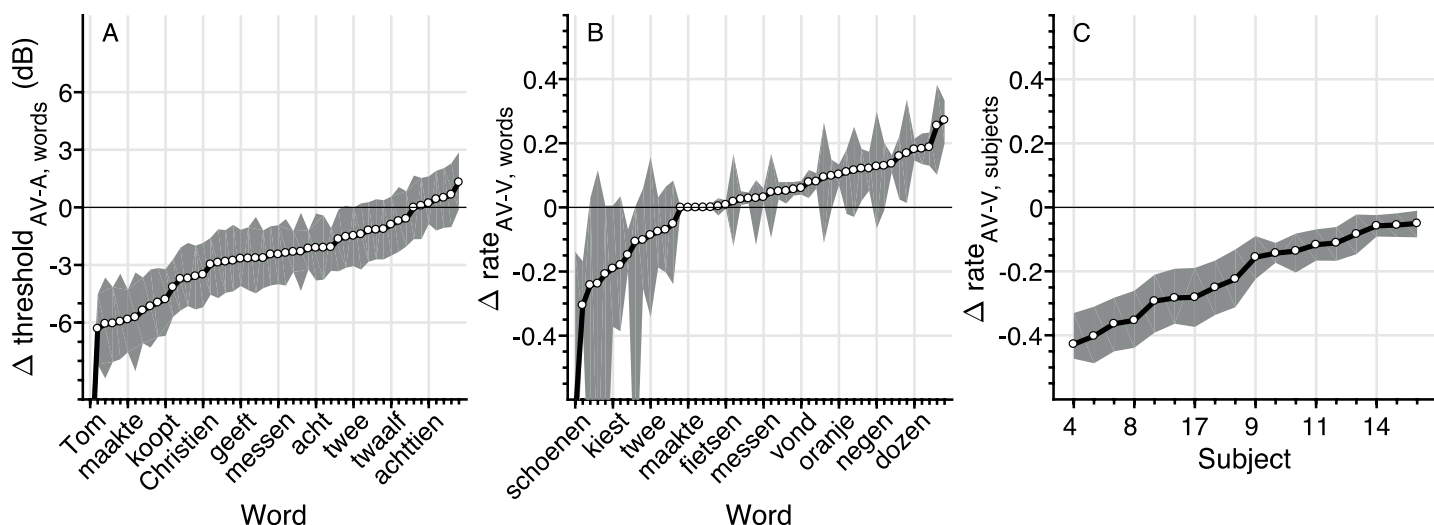 A
Δ threshold AV-A, words (dB)
6
3
0
-3
-6
Tom
maakte
koopt
Christien
geeft
messen
acht
twee
twaalf
achttien
Word
B
Δ rate AV-V, words
0.4
0.2
0
-0.2
-0.4
schoenen
kiest
twee
maakte
fietsen
messen
vond
oranje
negen
dozen
Word
C
Δ rate AV-V, subjects
0.4
0.2
0
-0.2
-0.4
4
8
17
9
11
14
Subject